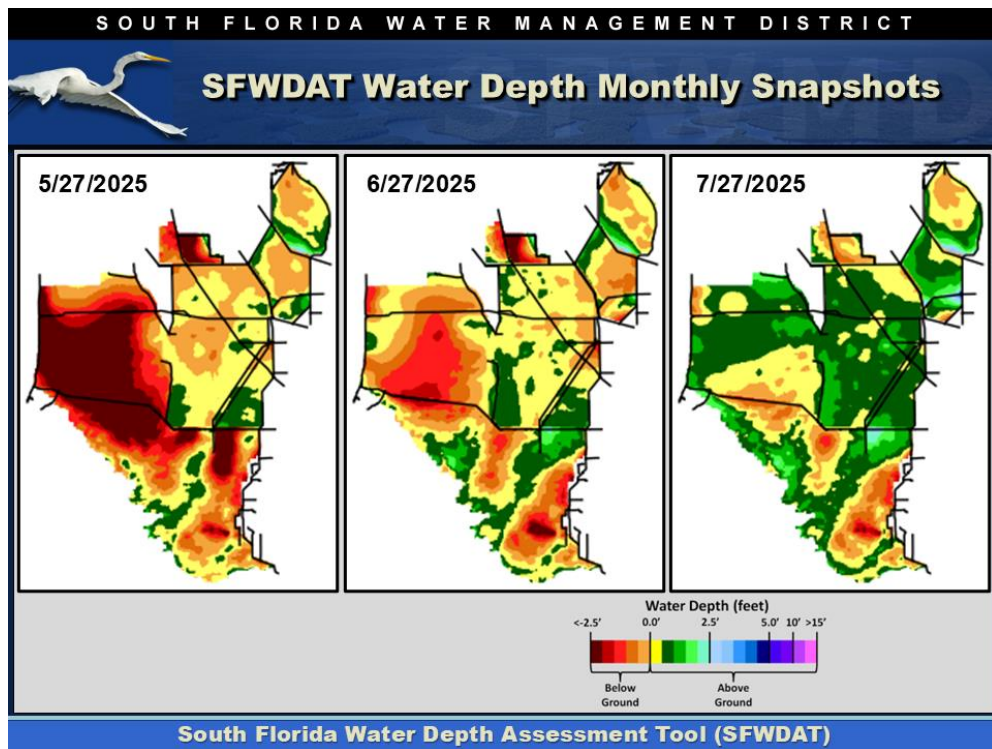 SOUTH FLORIDA WATER MANAGEMENT DISTRICT
SFWDAT Water Depth Monthly Snapshots
5/27/2025
6/27/2025
7/27/2025
Water Depth (feet)
<-2.5' 0.0' 2.5' 5.0' 10' >15'
Below Ground
Above Ground
South Florida Water Depth Assessment Tool (SFWDAT)